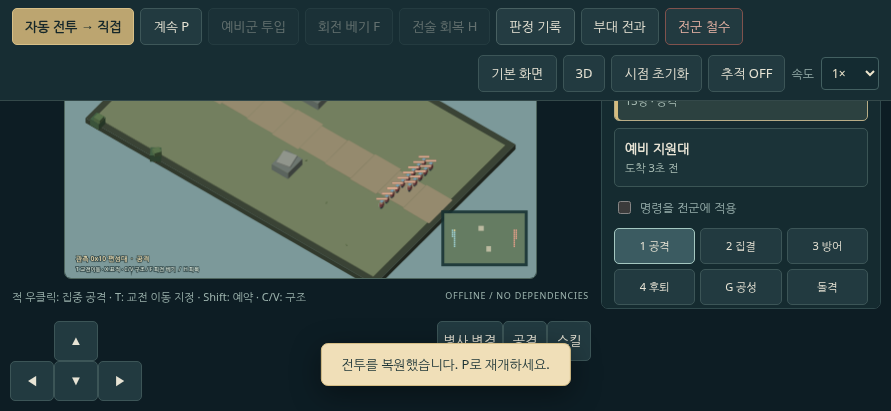 자동 전투 → 직접
계속 P
예비군 투입
회전 베기 F
전술 회복 H
판정 기록
부대 전과
전군 철수
기본 화면
3D
시점 초기화
추적 OFF
속도
1×
예비 지원대
도착 3초 전
명령을 전군에 적용
1 공격
2 집결
3 방어
4 후퇴
G 공성
돌격
적 우클릭: 집중 공격 · T: 교전 이동 지정 · Shift: 예약 · C/V: 구조
OFFLINE / NO DEPENDENCIES
▲
병사 변경
공격
스킬
◀
▼
▶
전투를 복원했습니다. P로 재개하세요.